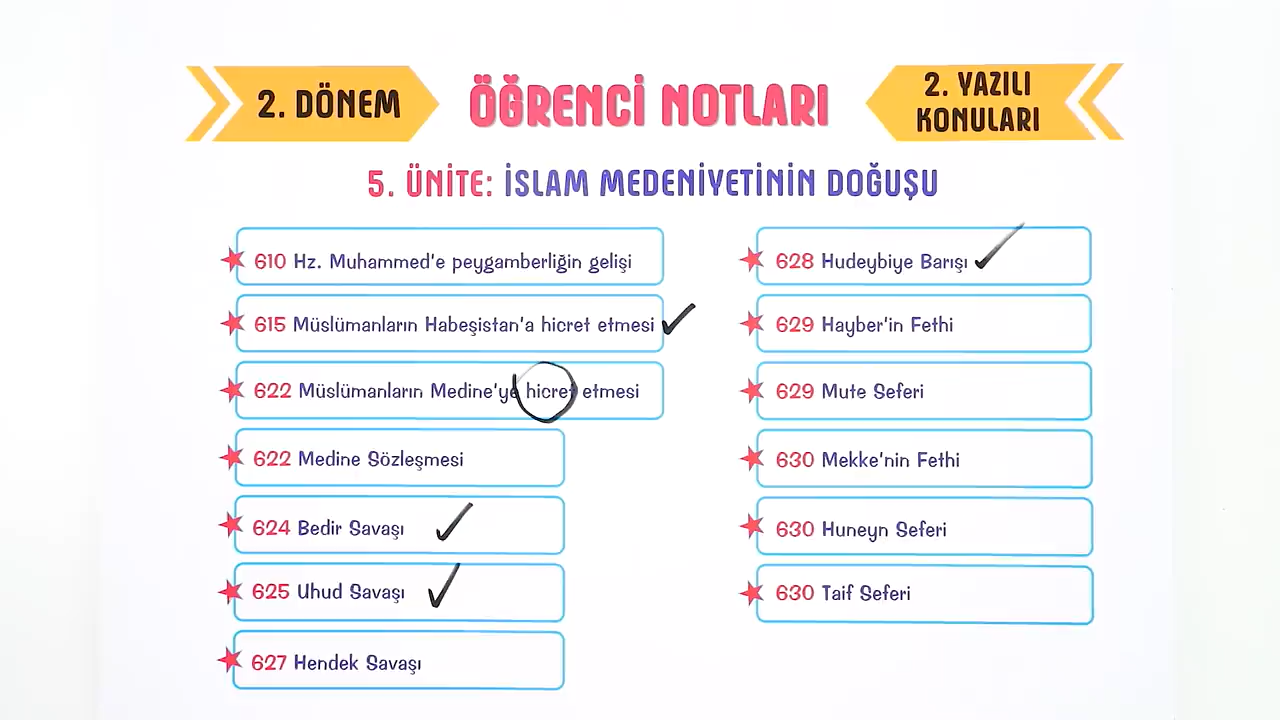 2. DÖNEM
ÖĞRENCİ NOTLARI
2. YAZILI
KONULARI
5. ÜNİTE: İSLAM MEDENİYETİNİN DOĞUŞU
610 Hz. Muhammed'e peygamberliğin gelişi
615 Müslümanların Habeşistan'a hicret etmesi
622 Müslümanların Medine'ye hicret etmesi
622 Medine Sözleşmesi
624 Bedir Savaşı
625 Uhud Savaşı
627 Hendek Savaşı
628 Hudeybiye Barışı
629 Hayber'in Fethi
629 Mute Seferi
630 Mekke'nin Fethi
630 Huneyn Seferi
630 Taif Seferi